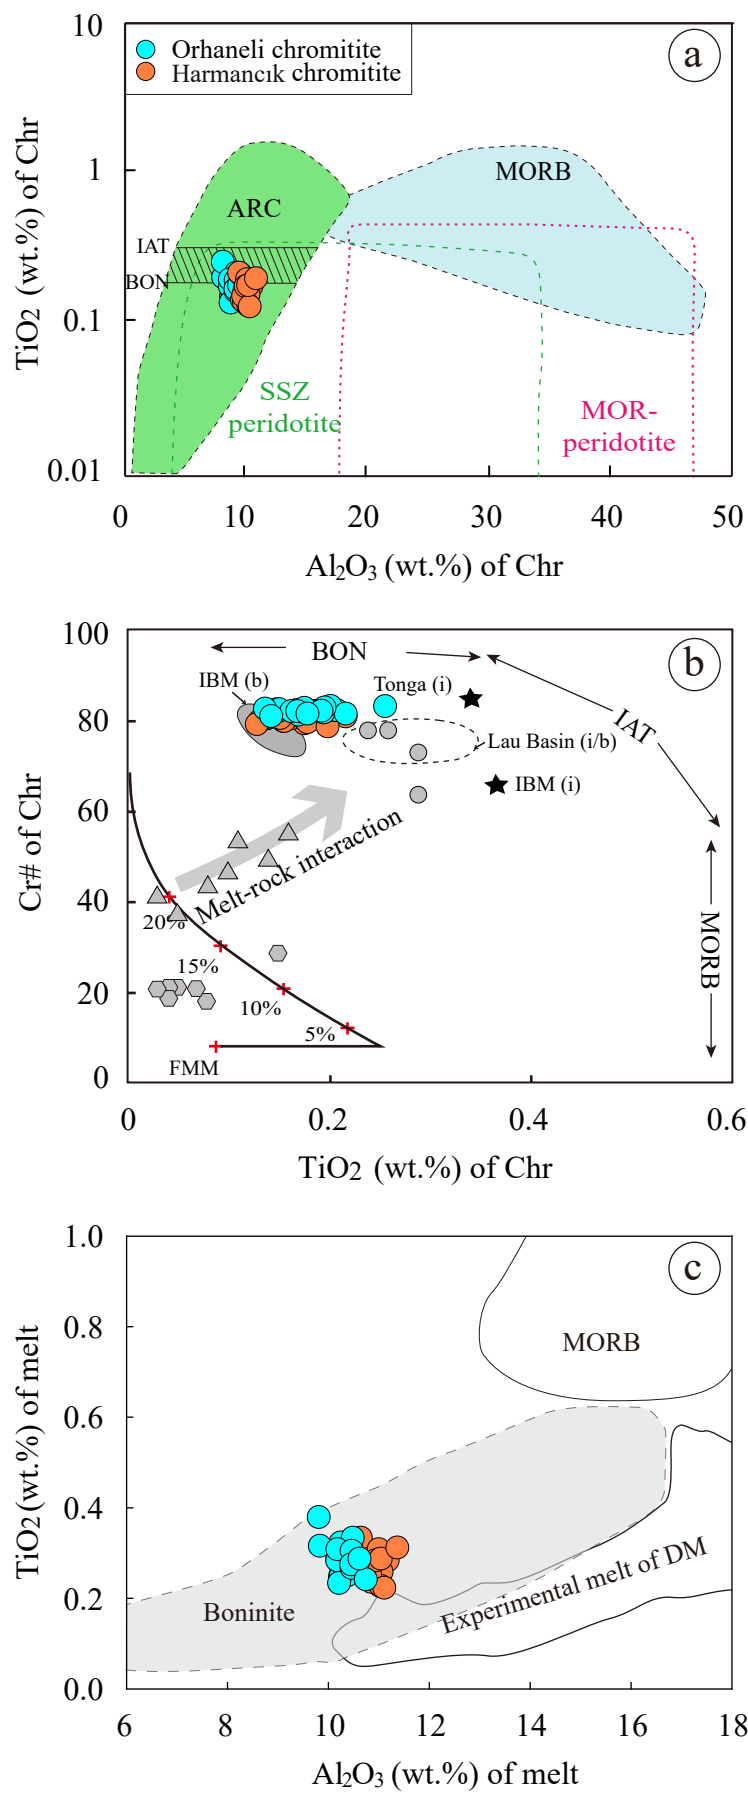 10
Orhaneli chromitite
Harmancık chromitite
a
1
MORB
ARC
IAT
BON
0.1
SSZ
peridotite
MOR-
peridotite
0.01
0 10 20 30 40 50
TiO2 (wt.%) of Chr
Al2O3 (wt.%) of Chr
100
BON
b
IBM (b)
Tonga (i)
80
IAT
Lau Basin (i/b)
IBM (i)
60
Melt-rock interaction
40
20%
MORB
15%
20
10%
5%
FMM
0
0 0.2 0.4 0.6
Cr# of Chr
TiO2 (wt.%) of Chr
1.0
c
0.8
MORB
0.6
0.4
Experimental melt of DM
0.2
Boninite
0.0
6 8 10 12 14 16 18
TiO2 (wt.%) of melt
Al2O3 (wt.%) of melt